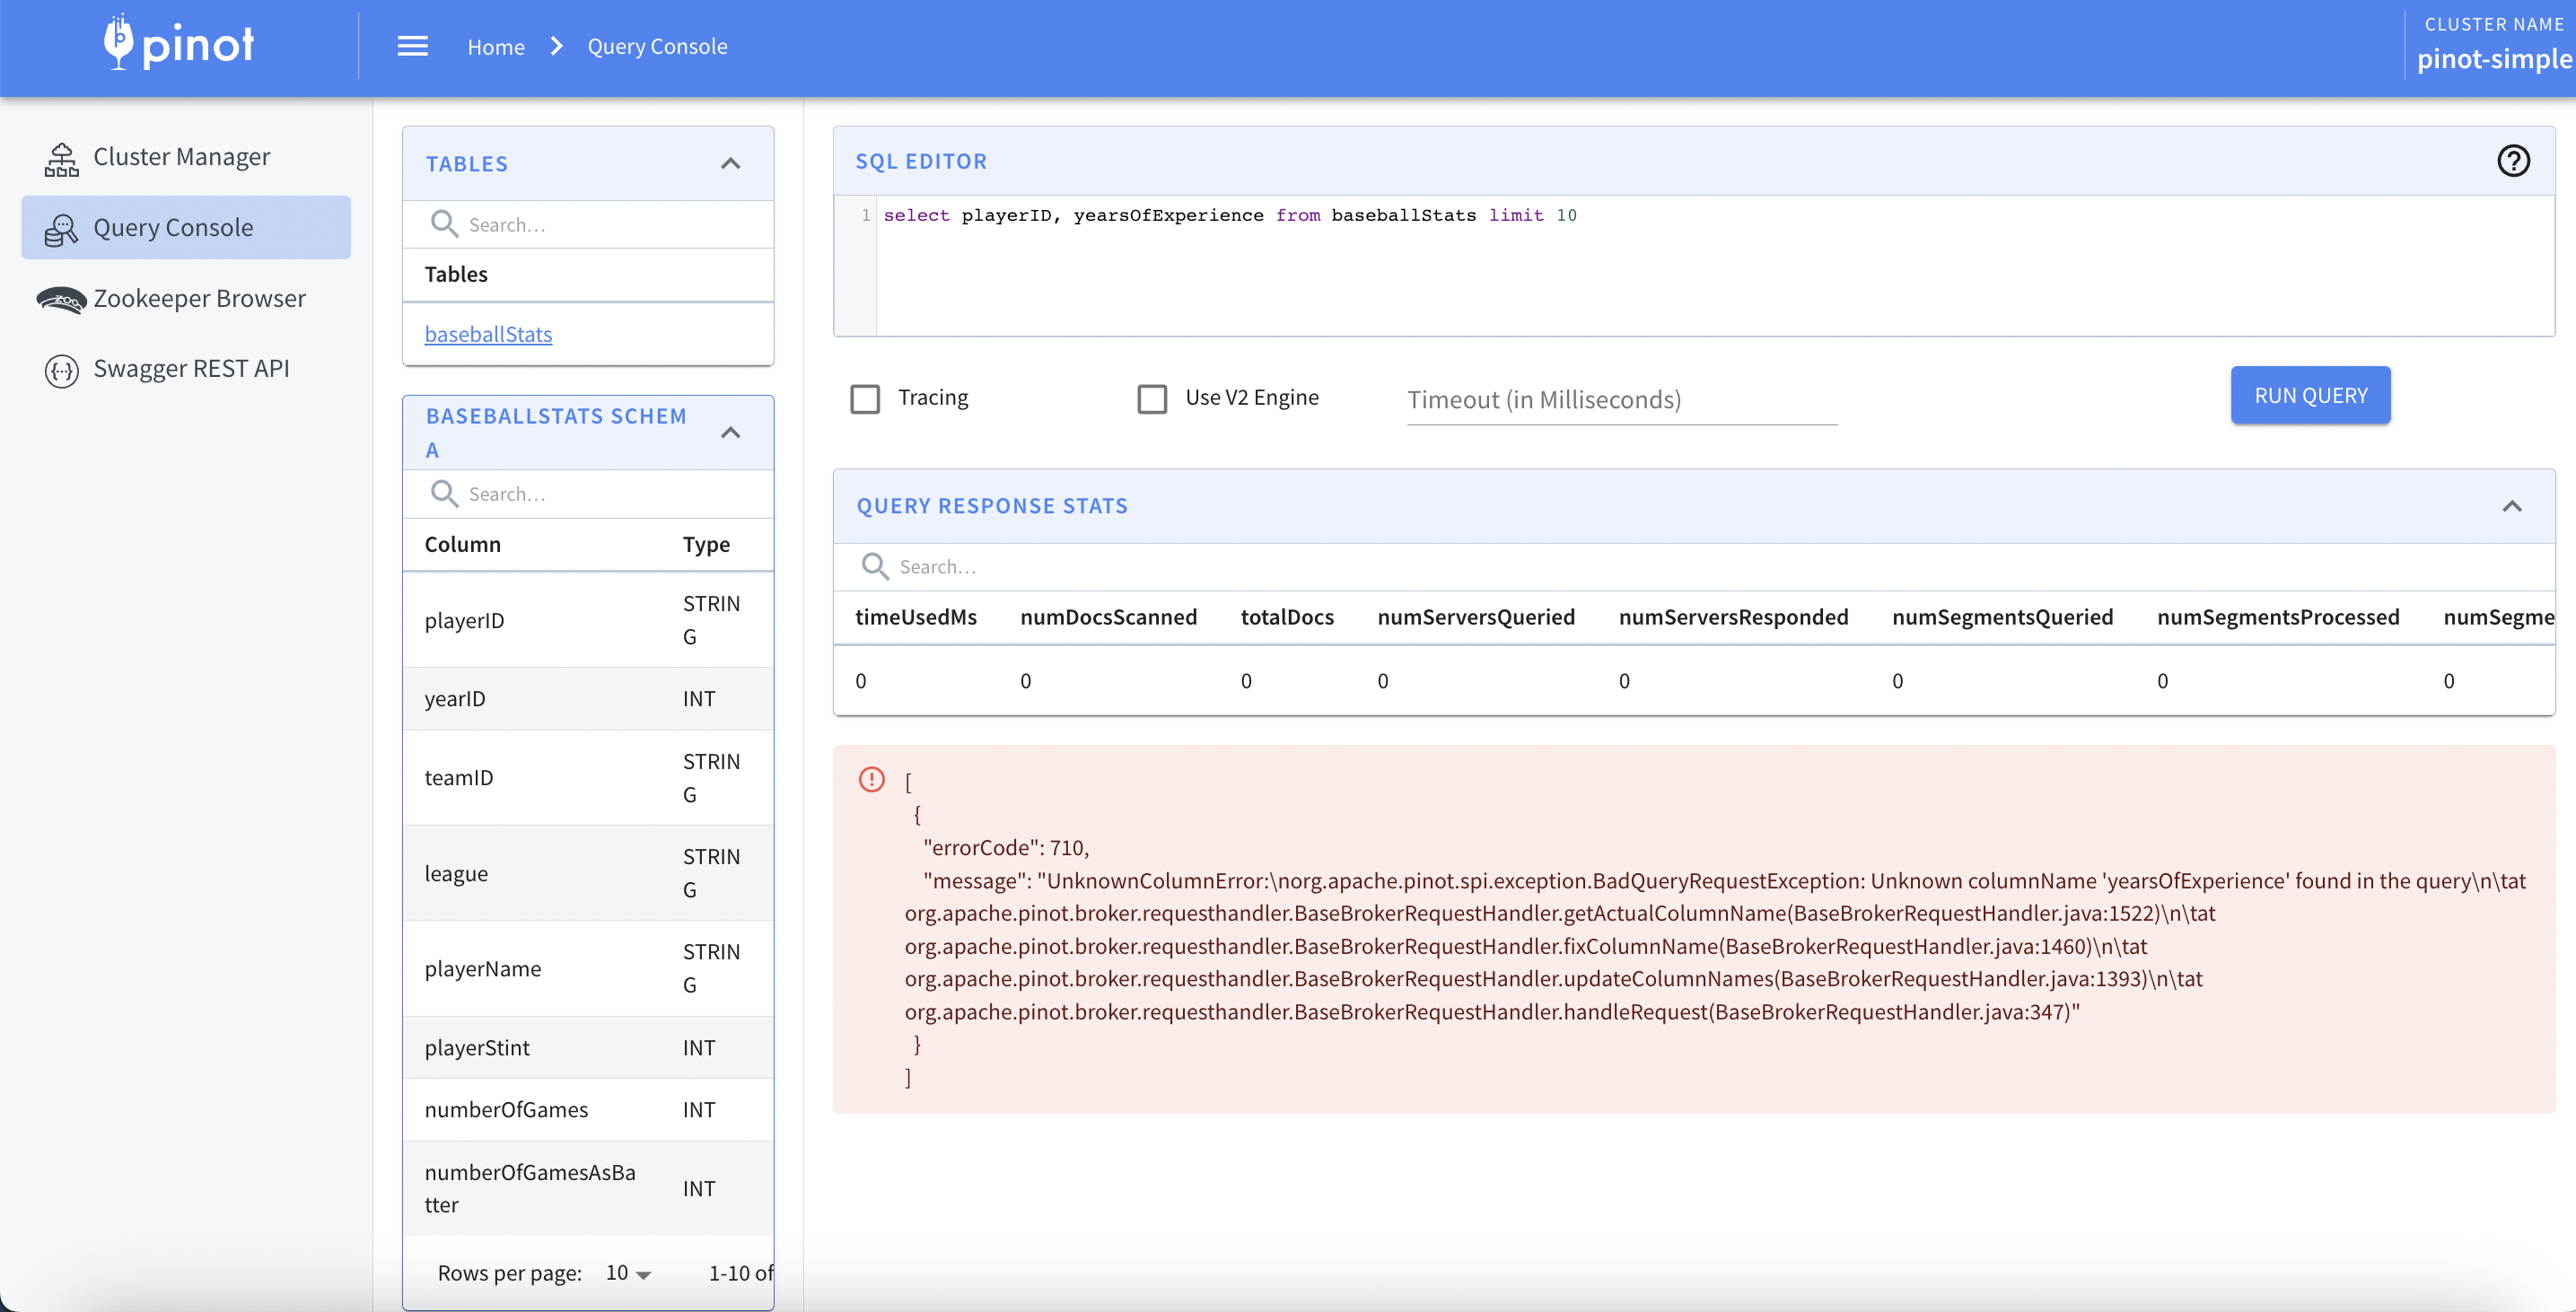 pinot
Home
Query Console
CLUSTER NAME
pinot-simple
Cluster Manager
Query Console
Zookeeper Browser
Swagger REST API
TABLES
Search...
Tables
baseballStats
BASEBALLSTATS SCHEM
A
Search...
Column Type
playerID STRIN
G
yearID INT
teamID STRIN
G
league STRIN
G
playerName STRIN
G
playerStint INT
numberOfGames INT
numberOfGamesAsBa
tter INT
Rows per page: 10 1-10 of
SQL EDITOR
1 select playerID, yearsOfExperience from baseballStats limit 10
Tracing Use V2 Engine Timeout (in Milliseconds) RUN QUERY
QUERY RESPONSE STATS
Search...
timeUsedMs numDocsScanned totalDocs numServersQueried numServersResponded numSegmentsQueried numSegmentsProcessed numSegme
0 0 0 0 0 0 0 0
[
{
"errorCode": 710,
"message": "UnknownColumnError:\norg.apache.pinot.spi.exception.BadQueryRequestException: Unknown columnName 'yearsOfExperience' found in the query\n\tat
org.apache.pinot.broker.requesthandler.BaseBrokerRequestHandler.getActualColumnName(BaseBrokerRequestHandler.java:1522)\n\tat
org.apache.pinot.broker.requesthandler.BaseBrokerRequestHandler.fixColumnName(BaseBrokerRequestHandler.java:1460)\n\tat
org.apache.pinot.broker.requesthandler.BaseBrokerRequestHandler.updateColumnNames(BaseBrokerRequestHandler.java:1393)\n\tat
org.apache.pinot.broker.requesthandler.BaseBrokerRequestHandler.handleRequest(BaseBrokerRequestHandler.java:347)"
}
]